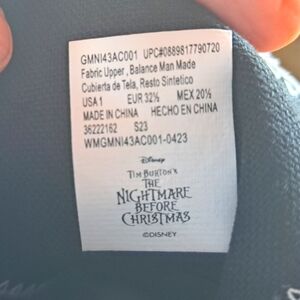 GMNI43AC001 UPC#0889817790720
Fabric Upper, Balance Man Made
Cubierta de Tela, Resto Sintetico
USA 1 EUR 32½ MEX 20½
MADE IN CHINA HECHO EN CHINA
36222162 S23
WMGMNI43AC001-0423
Disney
TIM BURTON'S
THE
NIGHTMARE
BEFORE
CHRISTMAS
©DISNEY